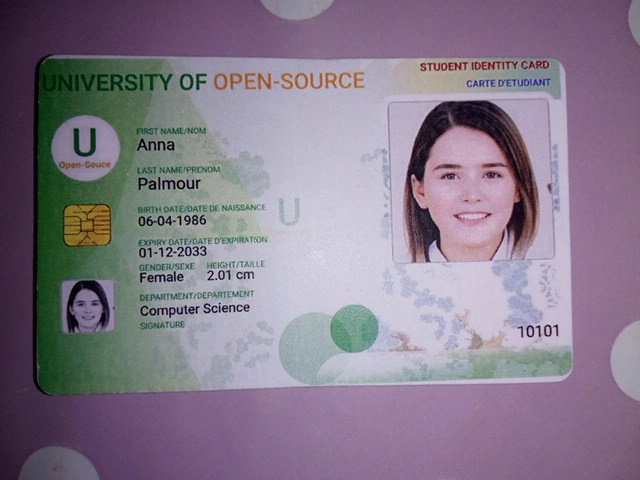 UNIVERSITY OF OPEN-SOURCE
STUDENT IDENTITY CARD
CARTE D'ETUDIANT
U
Open-Souce
FIRST NAME/NOM
Anna
LAST NAME/PRENOM
Palmour
BIRTH DATE/DATE DE NAISSANCE
06-04-1986
U
EXPIRY DATE/DATE D'EXPIRATION
01-12-2033
GENDER/SEXE HEIGHT/TAILLE
Female 2.01 cm
DEPARTMENT/DEPARTEMENT
Computer Science
SIGNATURE
10101